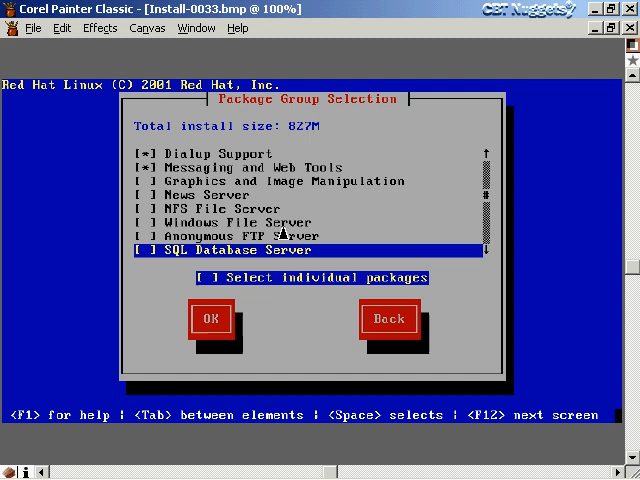 Corel Painter Classic - [Install-0033.bmp @ 100%]
CBT Nuggets
File Edit Effects Canvas Window Help
Red Hat Linux (C) 2001 Red Hat, Inc.
Package Group Selection
Total install size: 827M
[*] Dialup Support
[*] Messaging and Web Tools
[ ] Graphics and Image Manipulation
[ ] News Server
[ ] NFS File Server
[ ] Windows File Server
[ ] Anonymous FTP Server
[ ] SQL Database Server
[ ] Select individual packages
OK Back
<F1> for help | <Tab> between elements | <Space> selects | <F12> next screen